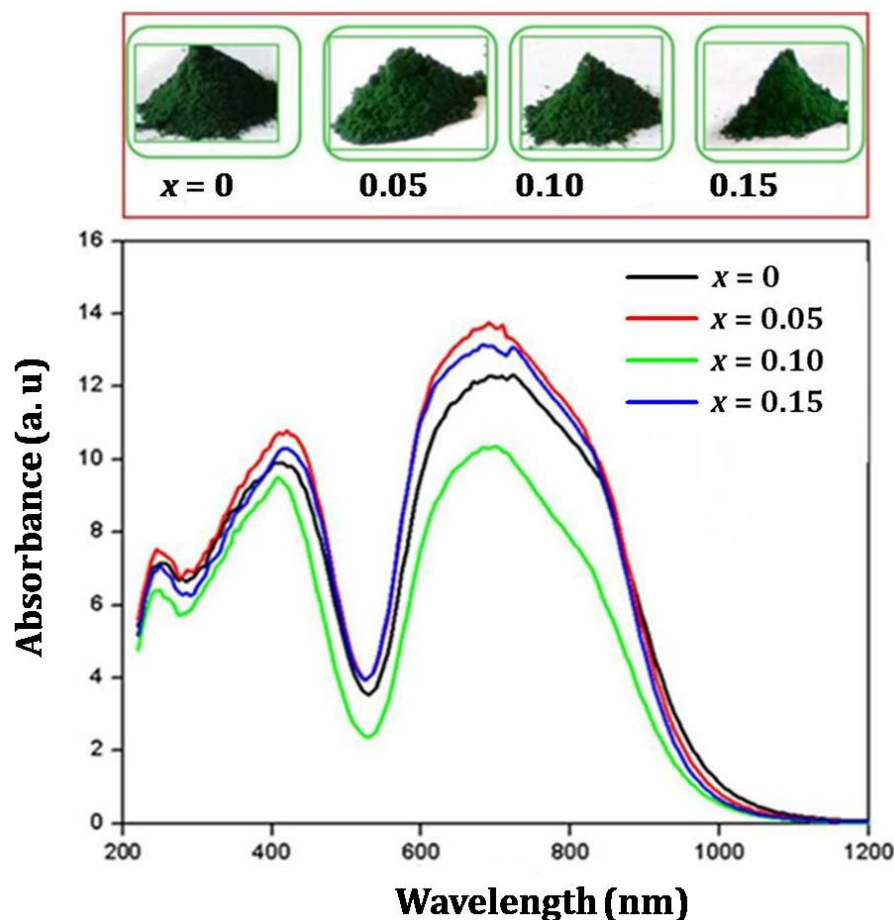 x = 0 0.05 0.10 0.15
16
14
12
10
8
6
4
2
0
x = 0
x = 0.05
x = 0.10
x = 0.15
Absorbance (a. u)
200 400 600 800 1000 1200
Wavelength (nm)